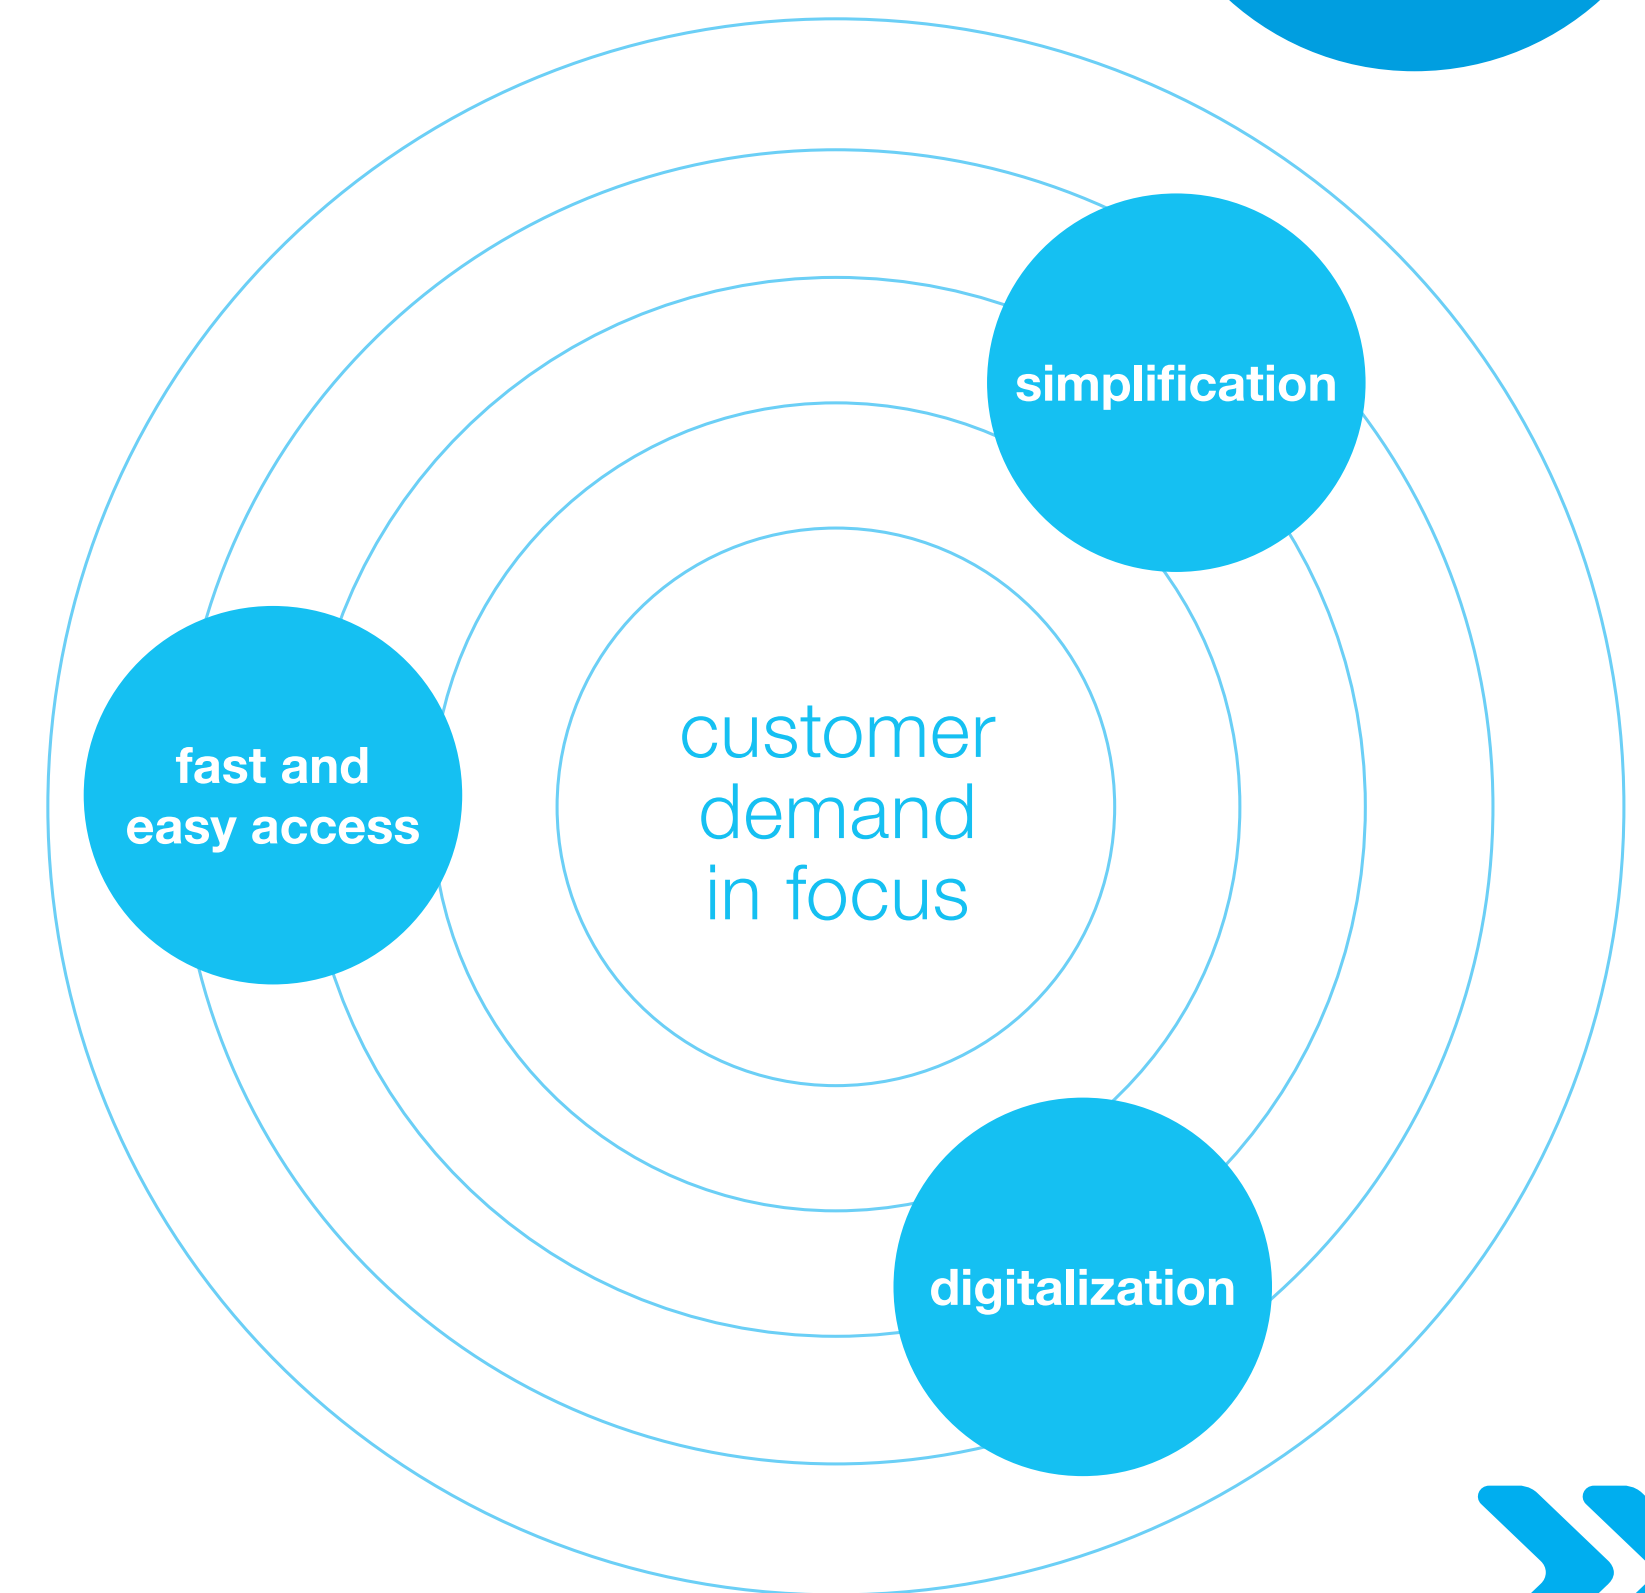 simplification
fast and
easy access
customer
demand
in focus
digitalization